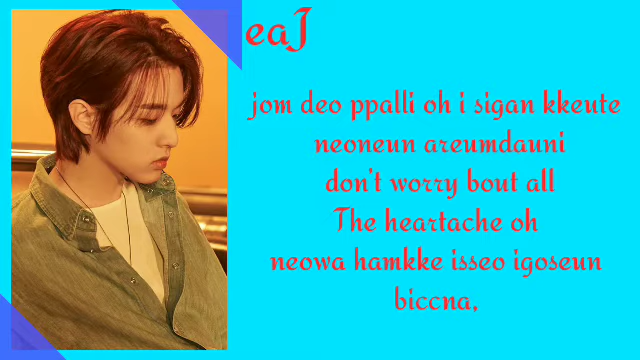 eaJ
jom deo ppalli oh i sigan kkeute
neoneun areumdauni
don't worry bout all
The heartache oh
neowa hamkke isseo igoseun
biccna,